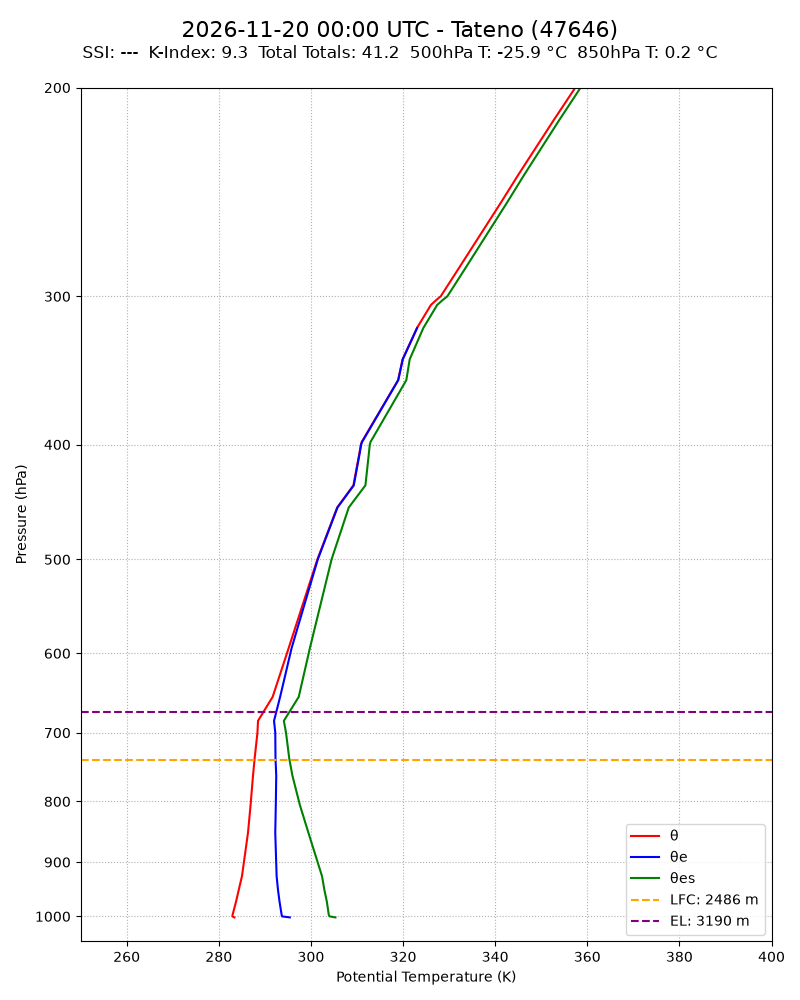 2026-11-20 00:00 UTC - Tateno (47646)
SSI: ---  K-Index: 9.3  Total Totals: 41.2  500hPa T: -25.9 °C  850hPa T: 0.2 °C
200
300
400
500
600
700
800
900
1000
Pressure (hPa)
260 280 300 320 340 360 380 400
Potential Temperature (K)
θ
θe
θes
LFC: 2486 m
EL: 3190 m